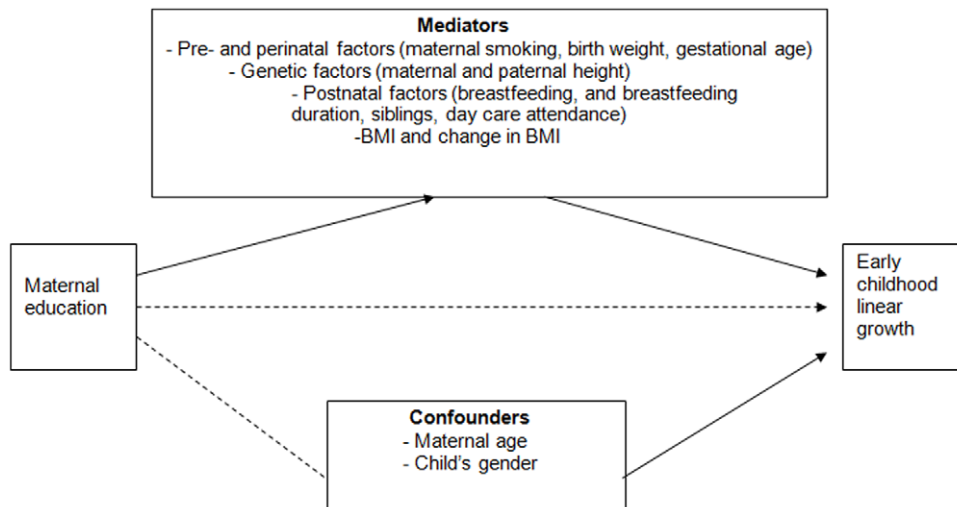 Mediators
- Pre- and perinatal factors (maternal smoking, birth weight, gestational age)
- Genetic factors (maternal and paternal height)
- Postnatal factors (breastfeeding, and breastfeeding
duration, siblings, day care attendance)
-BMI and change in BMI
Maternal
education
Early
childhood
linear
growth
Confounders
- Maternal age
- Child's gender